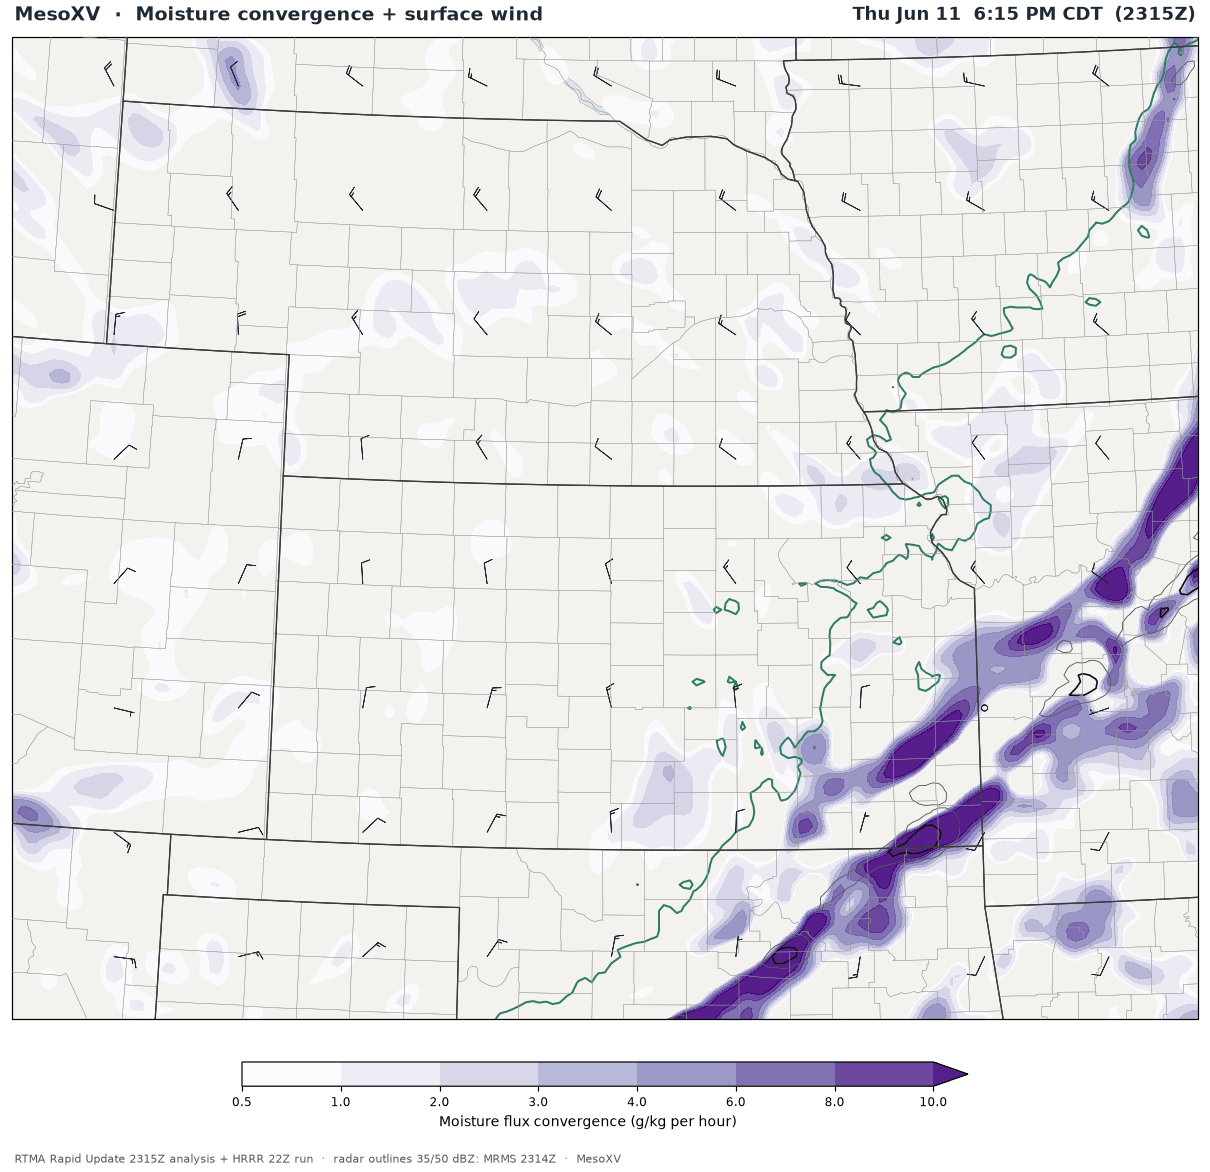 MesoXV · Moisture convergence + surface wind
Thu Jun 11 6:15 PM CDT (2315Z)
0.5 1.0 2.0 3.0 4.0 6.0 8.0 10.0
Moisture flux convergence (g/kg per hour)
RTMA Rapid Update 2315Z analysis + HRRR 22Z run · radar outlines 35/50 dBZ: MRMS 2314Z · MesoXV